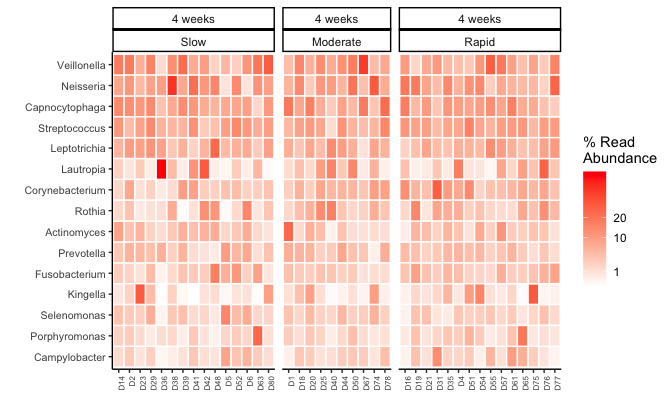 4 weeks 4 weeks 4 weeks
Slow Moderate Rapid
Veillonella
Neisseria
Capnocytophaga
Streptococcus
Leptotrichia
Lautropia
Corynebacterium
Rothia
Actinomyces
Prevotella
Fusobacterium
Kingella
Selenomonas
Porphyromonas
Campylobacter
% Read
Abundance
20
10
1
D14 D2 D23 D29 D36 D38 D39 D41 D42 D48 D5 D52 D6 D63 D80 D1 D18 D20 D25 D40 D44 D50 D67 D74 D78 D16 D19 D21 D31 D35 D4 D51 D54 D55 D57 D61 D65 D75 D76 D77